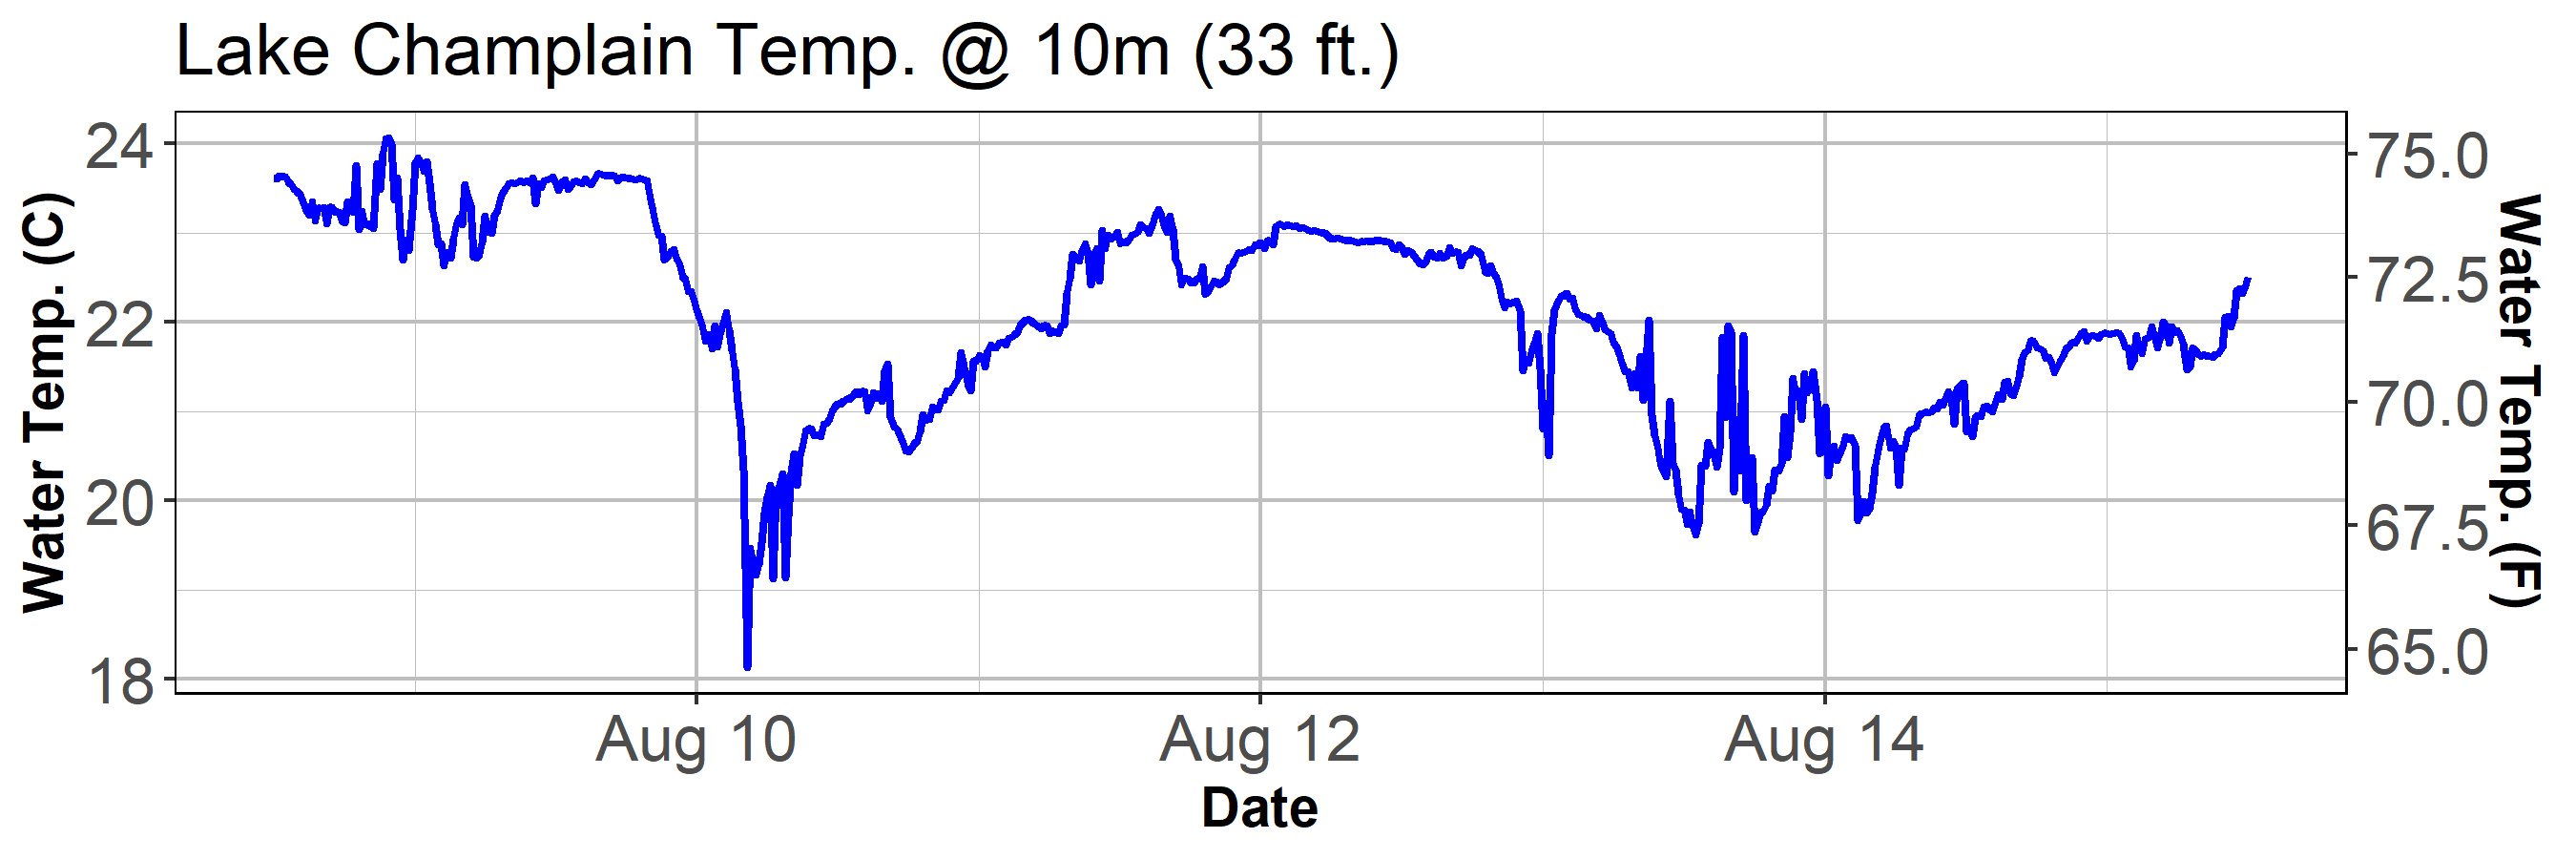 Lake Champlain Temp. @ 10m (33 ft.)
Water Temp. (C)
24
22
20
18
75.0
72.5
70.0
67.5
65.0
Water Temp. (F)
Aug 10
Aug 12
Aug 14
Date